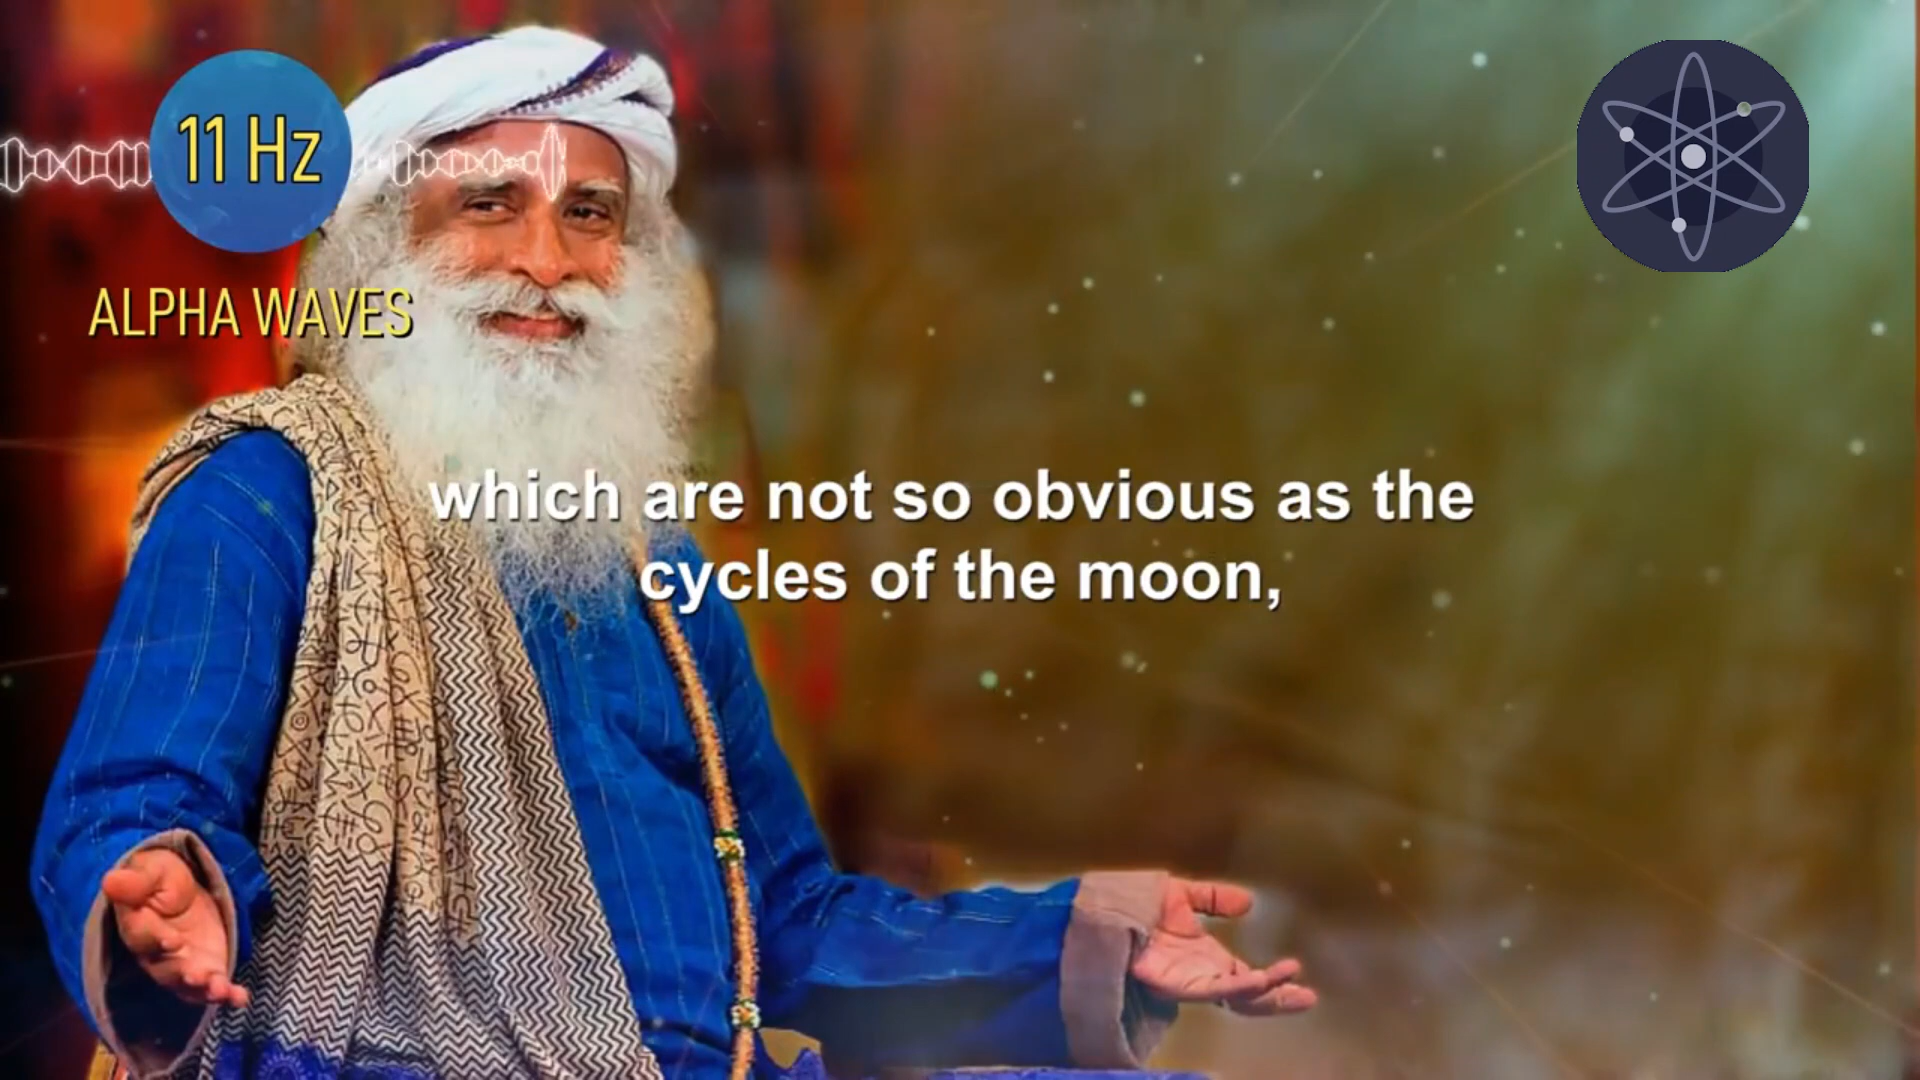 11 Hz
ALPHA WAVES
which are not so obvious as the
cycles of the moon,